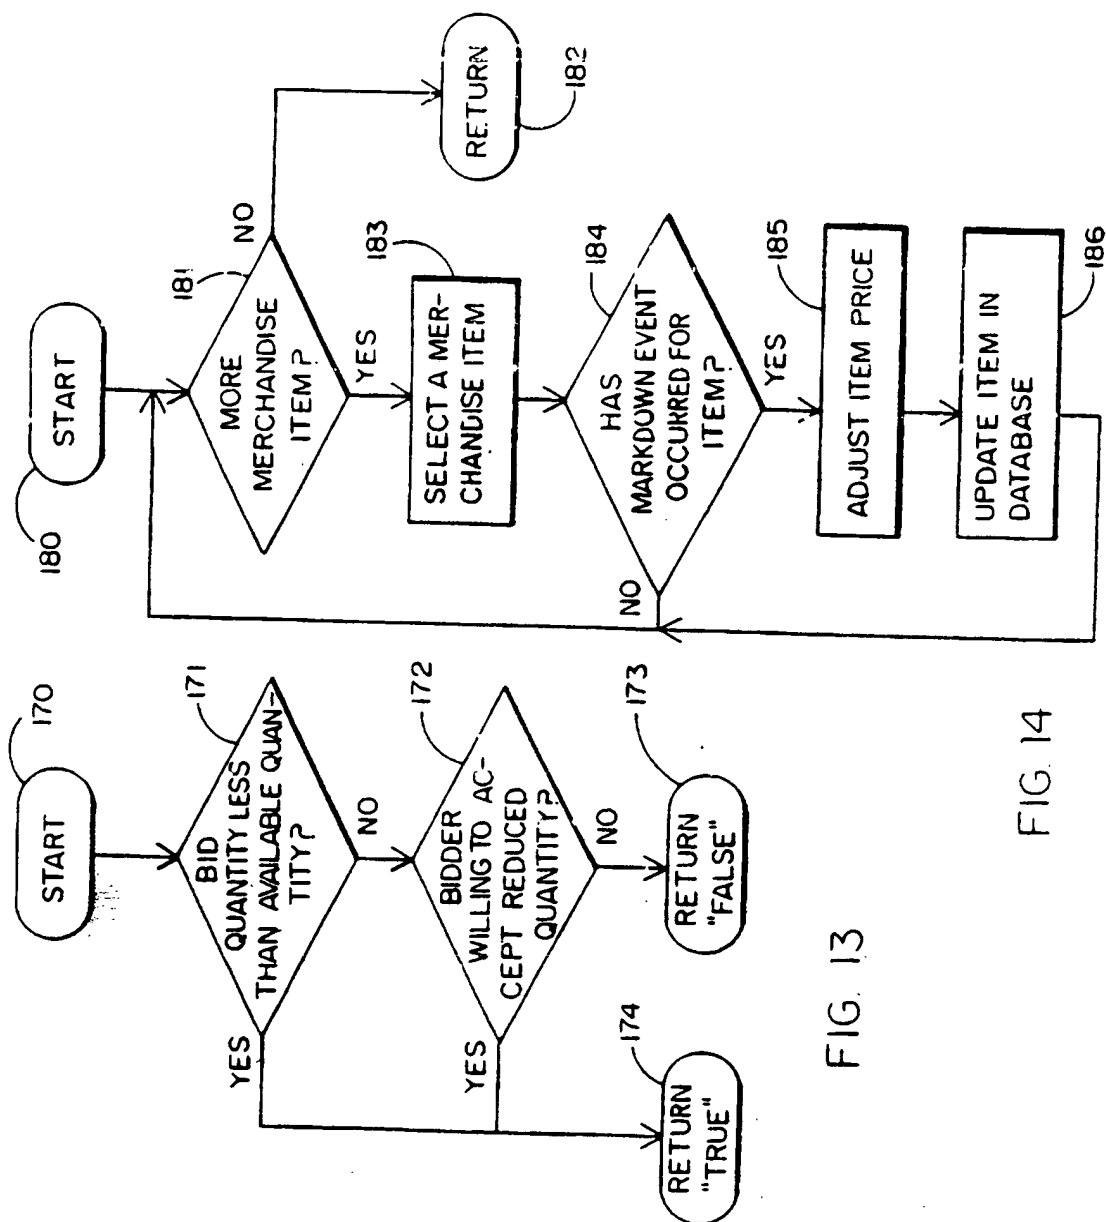 170
START
171
BID
QUANTITY LESS
THAN AVAILABLE QUAN-
TITY?
YES
NO
172
BIDDER
WILLING TO AC-
CEPT REDUCED
QUANTITY?
YES
NO
173
RETURN
"FALSE"
174
RETURN
"TRUE"
FIG. 13
180
START
181
MORE
MERCHANDISE
ITEM?
NO
YES
RETURN
182
183
SELECT A MER-
CHANDISE ITEM
184
HAS
MARKDOWN EVENT
OCCURRED FOR
ITEM?
NO
YES
185
ADJUST ITEM PRICE
UPDATE ITEM IN
DATABASE
186
FIG. 14